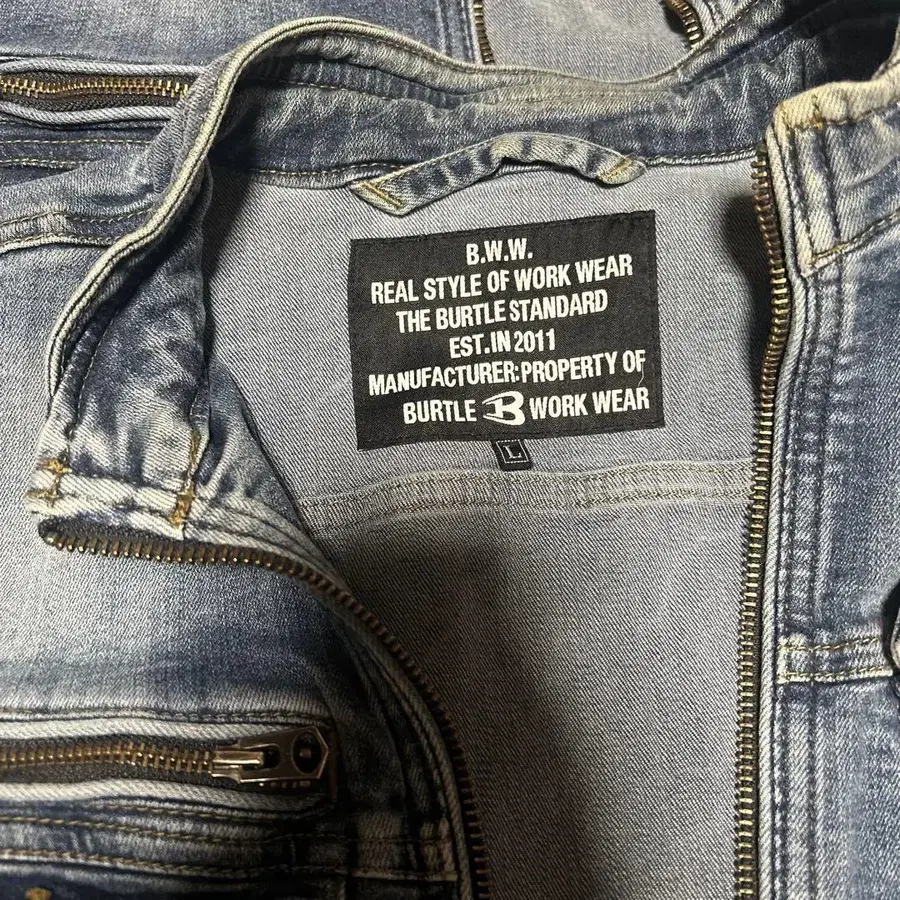 B.W.W.
REAL STYLE OF WORK WEAR
THE BURTLE STANDARD
EST.IN 2011
MANUFACTURER:PROPERTY OF
BURTLE B WORK WEAR
L